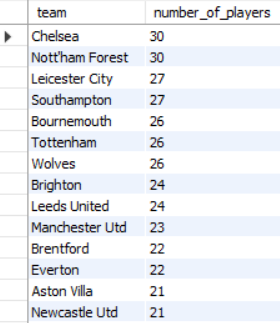 team number_of_players
Chelsea 30
Nott'ham Forest 30
Leicester City 27
Southampton 27
Bournemouth 26
Tottenham 26
Wolves 26
Brighton 24
Leeds United 24
Manchester Utd 23
Brentford 22
Everton 22
Aston Villa 21
Newcastle Utd 21